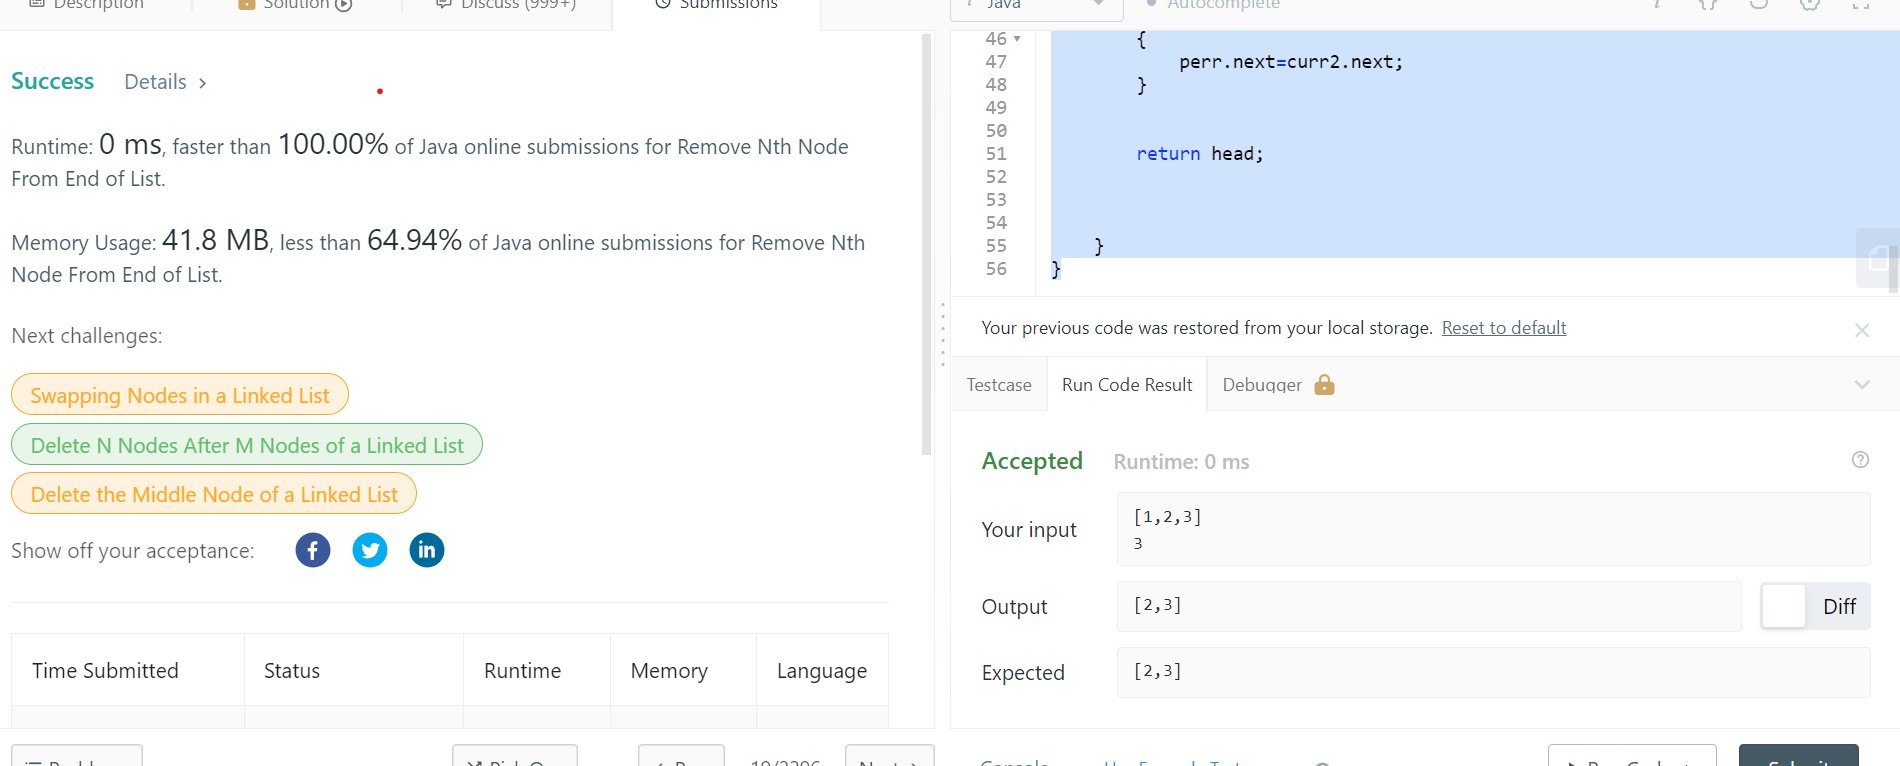 Description
Solution
Discuss (999+)
Submissions
Success
Details >
Runtime: 0 ms, faster than 100.00% of Java online submissions for Remove Nth Node
From End of List.
Memory Usage: 41.8 MB, less than 64.94% of Java online submissions for Remove Nth
Node From End of List.
Next challenges:
Swapping Nodes in a Linked List
Delete N Nodes After M Nodes of a Linked List
Delete the Middle Node of a Linked List
Show off your acceptance:
Time Submitted Status Runtime Memory Language
i Java
Autocomplete
46 {
47 perr.next=curr2.next;
48 }
49
50
51 return head;
52
53
54
55 }
56 }
Your previous code was restored from your local storage. Reset to default
Testcase Run Code Result Debugger
Accepted Runtime: 0 ms
Your input
[1,2,3]
3
Output
[2,3]
Diff
Expected
[2,3]
Console
Submit